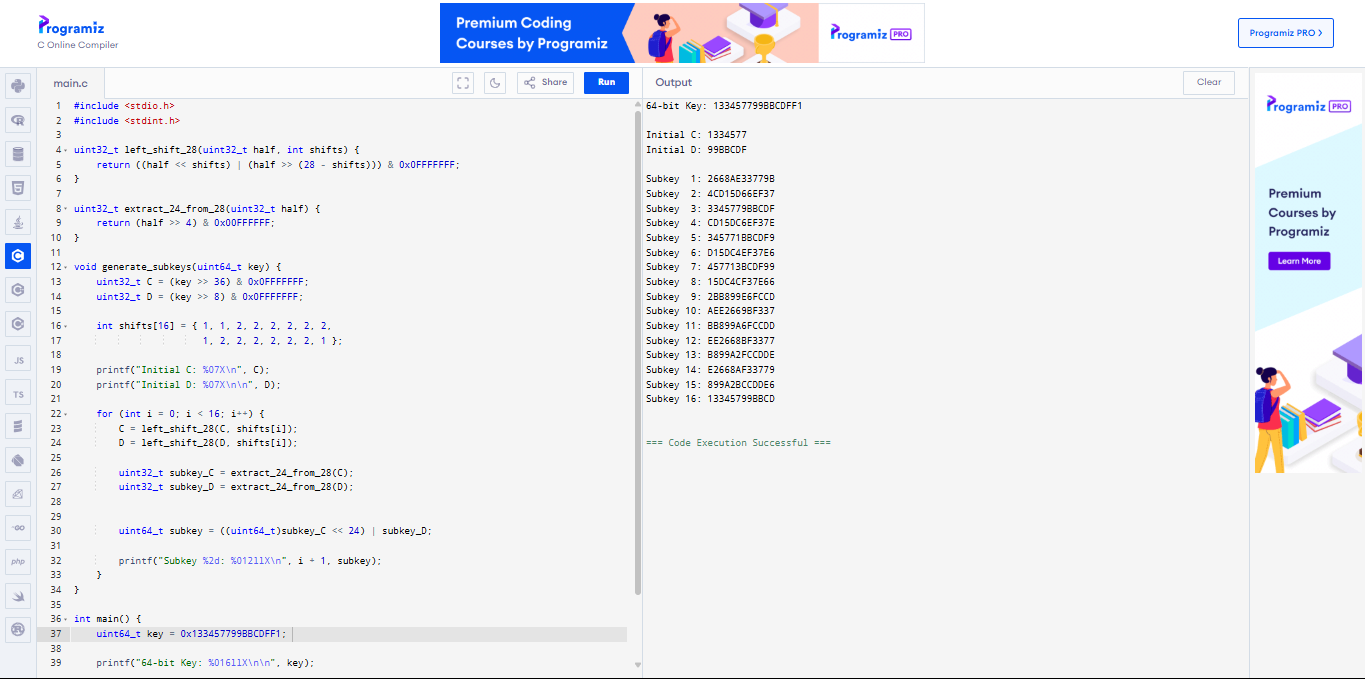 Programiz
C Online Compiler
Premium Coding
Courses by Programiz
Programiz PRO
Programiz PRO >
main.c
Share
Run
1 #include <stdio.h>
2 #include <stdint.h>
3
4 uint32_t left_shift_28(uint32_t half, int shifts) {
5 return ((half << shifts) | (half >> (28 - shifts))) & 0x0FFFFFFF;
6 }
7
8 uint32_t extract_24_from_28(uint32_t half) {
9 return (half >> 4) & 0x00FFFFFF;
10 }
11
12 void generate_subkeys(uint64_t key) {
13 uint32_t C = (key >> 36) & 0x0FFFFFFF;
14 uint32_t D = (key >> 8) & 0x0FFFFFFF;
15
16 int shifts[16] = { 1, 1, 2, 2, 2, 2, 2, 2,
17 1, 2, 2, 2, 2, 2, 2, 1 };
18
19 printf("Initial C: %07X\n", C);
20 printf("Initial D: %07X\n\n", D);
21
22 for (int i = 0; i < 16; i++) {
23 C = left_shift_28(C, shifts[i]);
24 D = left_shift_28(D, shifts[i]);
25
26 uint32_t subkey_C = extract_24_from_28(C);
27 uint32_t subkey_D = extract_24_from_28(D);
28
29
30 uint64_t subkey = ((uint64_t)subkey_C << 24) | subkey_D;
31
32 printf("Subkey %2d: %012llX\n", i + 1, subkey);
33 }
34 }
35
36 int main() {
37 uint64_t key = 0x133457799BBCDFF1;
38
39 printf("64-bit Key: %016llX\n\n", key);
Output
Clear
64-bit Key: 133457799BBCDFF1
Initial C: 1334577
Initial D: 99BBCDF
Subkey  1: 2668AE33779B
Subkey  2: 4CD15D66EF37
Subkey  3: 3345779BBCDF
Subkey  4: CD15DC6EF37E
Subkey  5: 345771BBCDF9
Subkey  6: D15DC4EF37E6
Subkey  7: 457713BCDF99
Subkey  8: 15DC4CF37E66
Subkey  9: 2BB899E6FCCD
Subkey 10: AEE2669BF337
Subkey 11: BB899A6FCCDD
Subkey 12: EE2668BF3377
Subkey 13: B899A2FCCDDE
Subkey 14: E2668AF33779
Subkey 15: 899A2BCCDDE6
Subkey 16: 13345799BBCD
=== Code Execution Successful ===
Programiz PRO
Premium
Courses by
Programiz
Learn More
JS
TS
GO
php